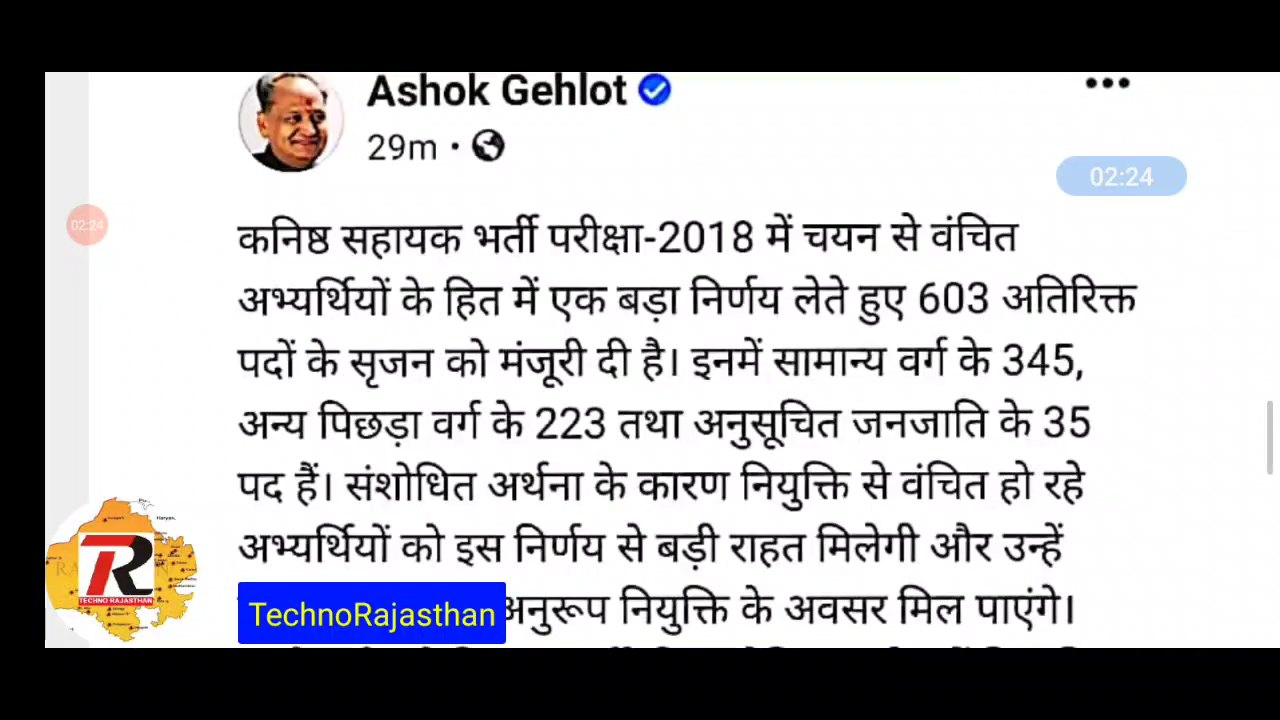 Ashok Gehlot
29m
02:24
02:24
कनिष्ठ सहायक भर्ती परीक्षा-2018 में चयन से वंचित
अभ्यर्थियों के हित में एक बड़ा निर्णय लेते हुए 603 अतिरिक्त
पदों के सृजन को मंजूरी दी है। इनमें सामान्य वर्ग के 345,
अन्य पिछड़ा वर्ग के 223 तथा अनुसूचित जनजाति के 35
पद हैं। संशोधित अर्थना के कारण नियुक्ति से वंचित हो रहे
अभ्यर्थियों को इस निर्णय से बड़ी राहत मिलेगी और उन्हें
अनुरूप नियुक्ति के अवसर मिल पाएंगे।
TR
TECHNO RAJASTHAN
TechnoRajasthan